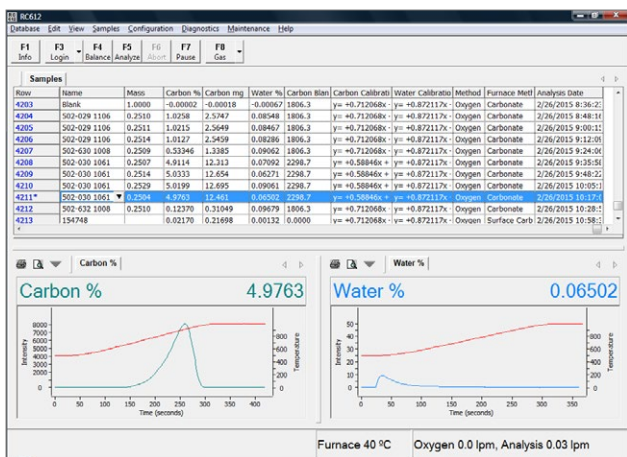 RC612
Database Edit View Samples Configuration Diagnostics Maintenance Help
F1 F3 F4 F5 F6 F7 F8
Info Login Balance Analyze Abort Pause Gas
Samples
Row Name Mass Carbon % Carbon mg Water % Carbon Blan Carbon Calibrati Water Calibratio Method Furnace Metl Analysis Date
4203 Blank 1.0000 -0.00002 -0.00018 -0.00067 1806.3 y= +0.712068x - y= +0.872117x - Oxygen Carbonate 2/26/2015 8:36:23
4204 502-029 1106 0.2510 1.0258 2.5747 0.08548 1806.3 y= +0.712068x - y= +0.872117x - Oxygen Carbonate 2/26/2015 8:48:16
4205 502-029 1106 0.2511 1.0215 2.5649 0.08467 1806.3 y= +0.712068x - y= +0.872117x - Oxygen Carbonate 2/26/2015 9:00:15
4206 502-029 1106 0.2514 1.0127 2.5459 0.08286 1806.3 y= +0.712068x - y= +0.872117x - Oxygen Carbonate 2/26/2015 9:12:09
4207 502-030 1008 0.2509 0.53346 1.3385 0.09062 1806.3 y= +0.712068x - y= +0.872117x - Oxygen Carbonate 2/26/2015 9:24:06
4208 502-030 1061 0.2507 4.9114 12.313 0.07092 2298.7 y= +0.58846x + y= +0.872117x - Oxygen Carbonate 2/26/2015 9:35:58
4209 502-030 1061 0.2514 5.0333 12.654 0.06271 2298.7 y= +0.58846x + y= +0.872117x - Oxygen Carbonate 2/26/2015 9:48:22
4210 502-030 1061 0.2529 5.0199 12.695 0.09061 2298.7 y= +0.58846x + y= +0.872117x - Oxygen Carbonate 2/26/2015 10:05:
4211* 502-030 1061 0.2504 4.9763 12.461 0.06502 2298.7 y= +0.58846x + y= +0.872117x - Oxygen Carbonate 2/26/2015 10:17:
4212 502-632 1008 0.2510 0.12370 0.31049 0.09679 1806.3 y= +0.712068x - y= +0.872117x - Oxygen Carbonate 2/26/2015 10:28:
4213 154748 0.02170 0.21698 0.00132 0.0000 y= +0.712068x - y= +0.872117x - Oxygen Surface Carb 2/26/2015 10:58:
Carbon %
Carbon % 4.9763
8000
7000
6000
5000
4000
3000
2000
1000
0
Intensity
800
600
400
200
0
Temperature
0 50 100 150 200 250 300 350 400
Time (seconds)
Water %
Water % 0.06502
50
40
30
20
10
0
Intensity
800
600
400
200
0
Temperature
0 50 100 150 200 250 300 350
Time (seconds)
Furnace 40 ºC Oxygen 0.0 lpm, Analysis 0.03 lpm